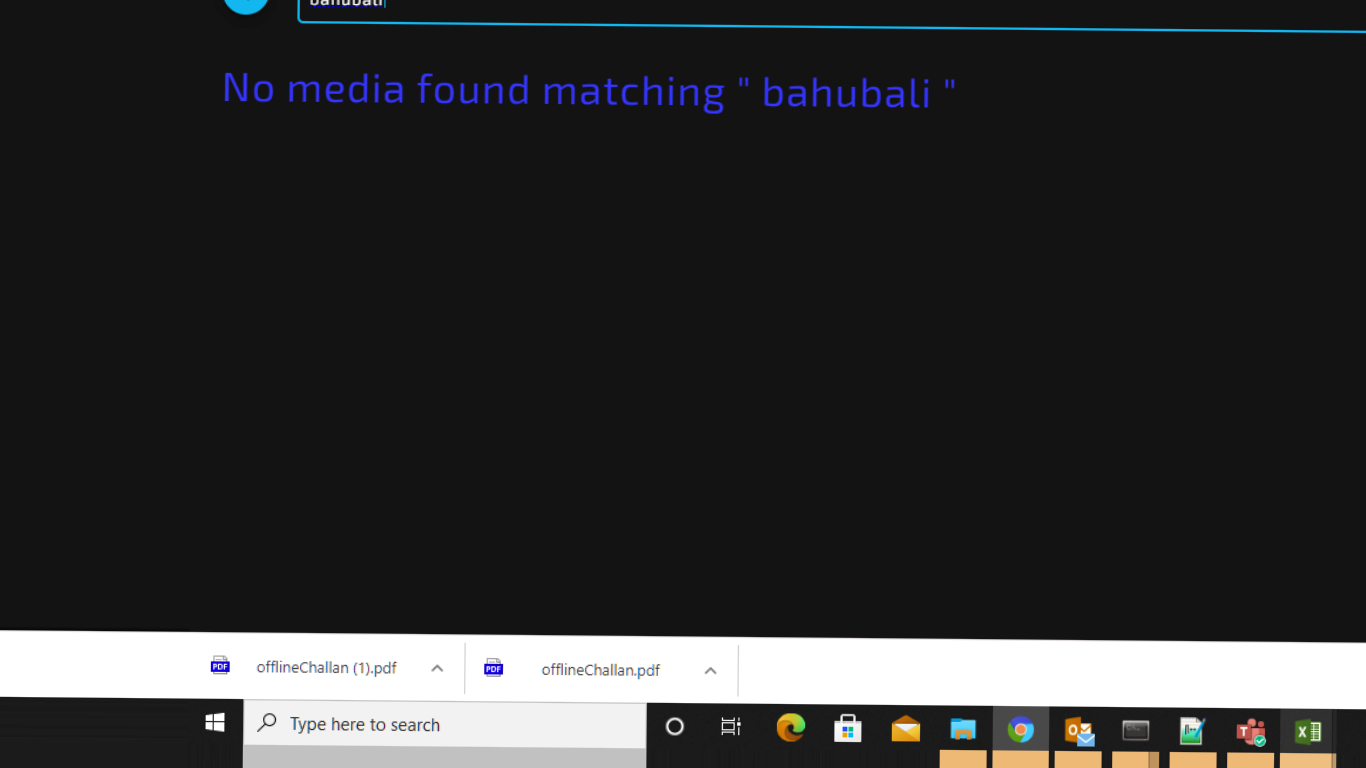 bahubali
No media found matching " bahubali "
PDF offlineChallan (1).pdf PDF offlineChallan.pdf
Type here to search